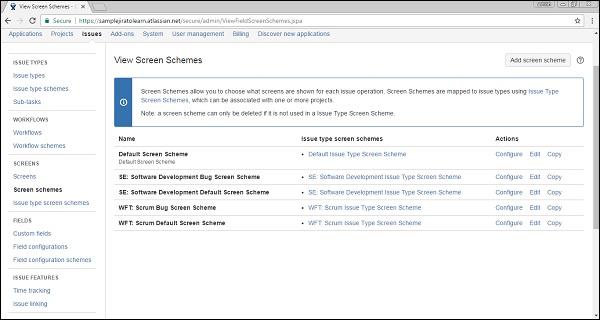 View Screen Schemes -
Secure https://samplejiratolearn.atlassian.net/secure/admin/ViewFieldScreenSchemes.jspa
Applications Projects Issues Add-ons System User management Billing Discover new applications
ISSUE TYPES
Issue types
Issue type schemes
Sub-tasks
WORKFLOWS
Workflows
Workflow schemes
SCREENS
Screens
Screen schemes
Issue type screen schemes
FIELDS
Custom fields
Field configurations
Field configuration schemes
ISSUE FEATURES
Time tracking
Issue linking
View Screen Schemes
Add screen scheme
Screen Schemes allow you to choose what screens are shown for each issue operation. Screen Schemes are mapped to issue types using Issue Type
Screen Schemes, which can be associated with one or more projects.
Note: a screen scheme can only be deleted if it is not used in a Issue Type Screen Scheme.
Name Issue type screen schemes Actions
Default Screen Scheme • Default Issue Type Screen Scheme Configure Edit Copy
Default Screen Scheme
SE: Software Development Bug Screen Scheme • SE: Software Development Issue Type Screen Scheme Configure Edit Copy
SE: Software Development Default Screen Scheme • SE: Software Development Issue Type Screen Scheme Configure Edit Copy
WFT: Scrum Bug Screen Scheme • WFT: Scrum Issue Type Screen Scheme Configure Edit Copy
WFT: Scrum Default Screen Scheme • WFT: Scrum Issue Type Screen Scheme Configure Edit Copy